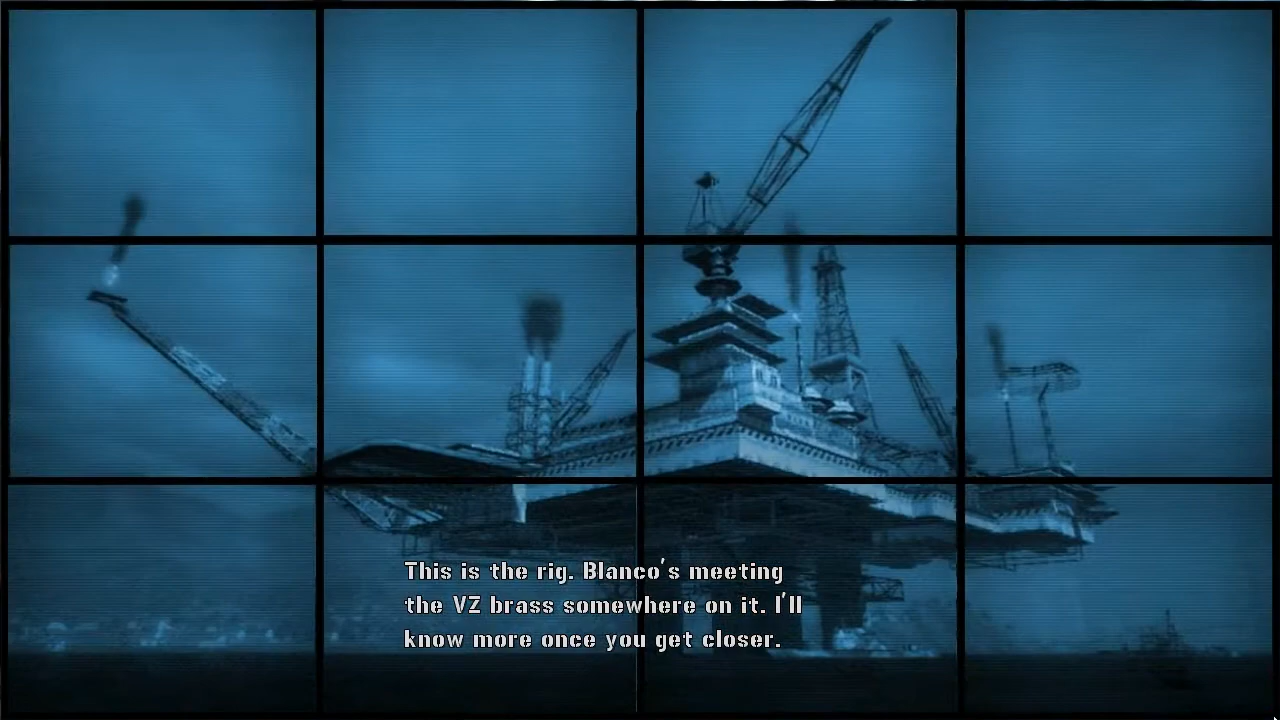 This is the rig. Blanco's meeting
the VZ brass somewhere on it. I'll
know more once you get closer.